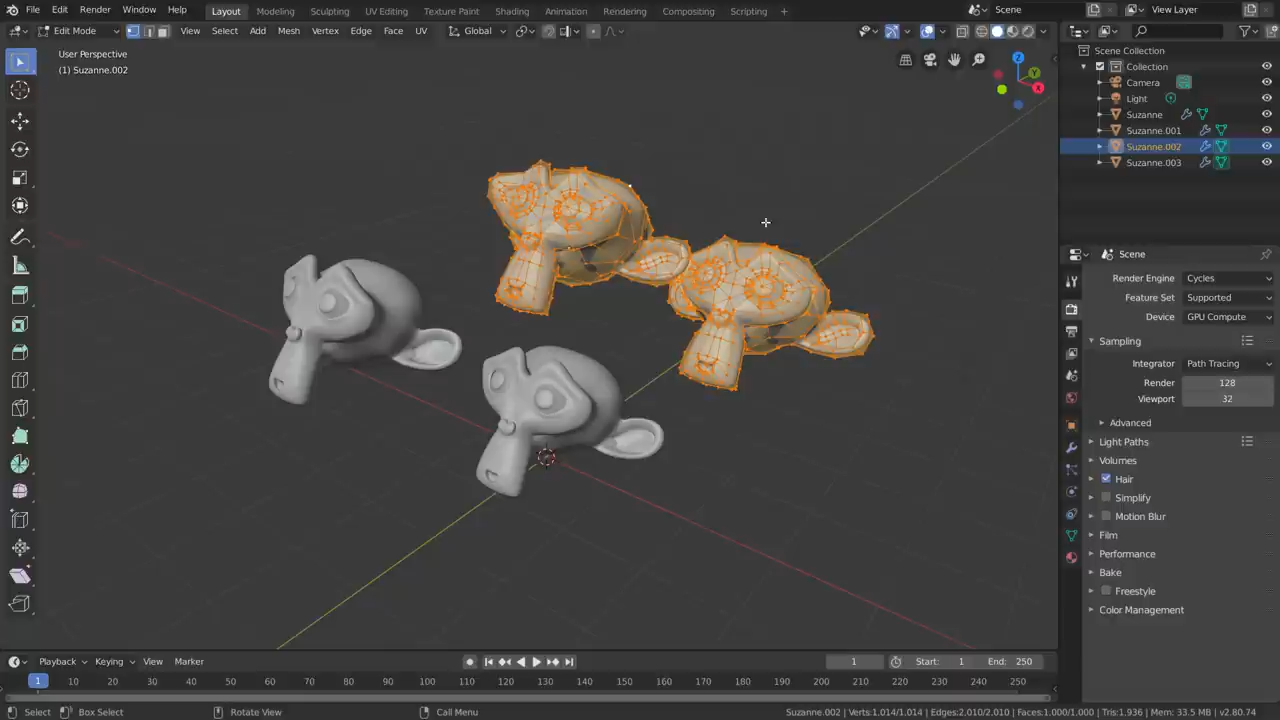 File Edit Render Window Help Layout Modeling Sculpting UV Editing Texture Paint Shading Animation Rendering Compositing Scripting + Scene View Layer
Edit Mode View Select Add Mesh Vertex Edge Face UV Global
User Perspective
(1) Suzanne.002
Z
Y
X
Scene Collection
Collection
Camera
Light
Suzanne
Suzanne.001
Suzanne.002
Suzanne.003
Scene
Render Engine Cycles
Feature Set Supported
Device GPU Compute
Sampling
Integrator Path Tracing
Render 128
Viewport 32
Advanced
Light Paths
Volumes
Hair
Simplify
Motion Blur
Film
Performance
Bake
Freestyle
Color Management
Playback Keying View Marker 1 Start: 1 End: 250
1 10 20 30 40 50 60 70 80 90 100 110 120 130 140 150 160 170 180 190 200 210 220 230 240 250
Select Box Select Rotate View Call Menu Suzanne.002 | Verts:1.014/1.014 | Edges:2,010/2,010 | Faces:1.000/1.000 | Tris:1.936 | Mem: 33.5 MB | v2.80.74